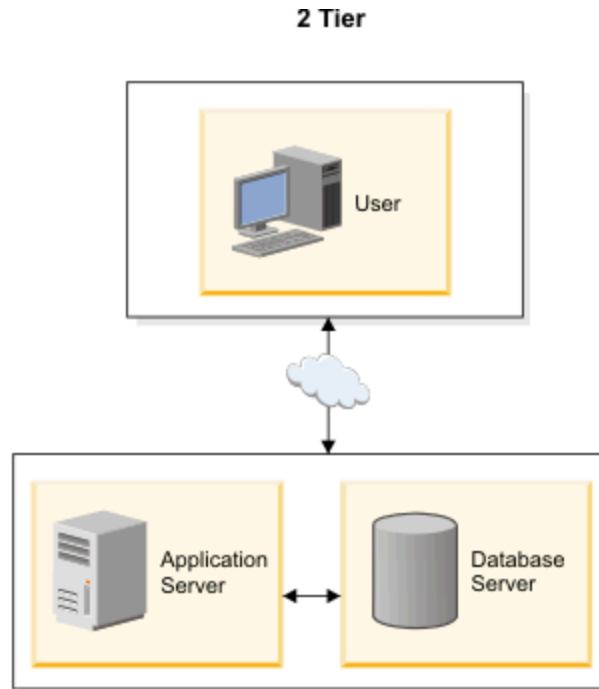 2 Tier
User
Application
Server
Database
Server